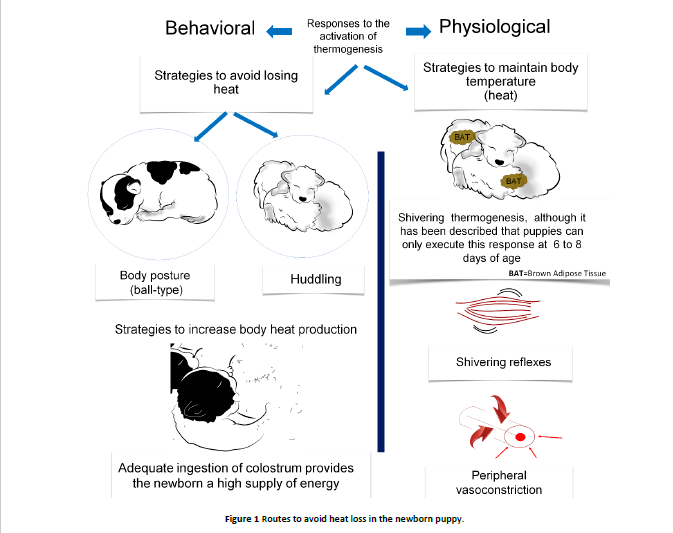 Behavioral
Responses to the
activation of
thermogenesis
Physiological
Strategies to avoid losing
heat
Strategies to maintain body
temperature
(heat)
BAT
BAT
Shivering thermogenesis, although it
has been described that puppies can
only execute this response at 6 to 8
days of age
BAT=Brown Adipose Tissue
Body posture
(ball-type)
Huddling
Strategies to increase body heat production
Shivering reflexes
Adequate ingestion of colostrum provides
the newborn a high supply of energy
Peripheral
vasoconstriction
Figure 1 Routes to avoid heat loss in the newborn puppy.